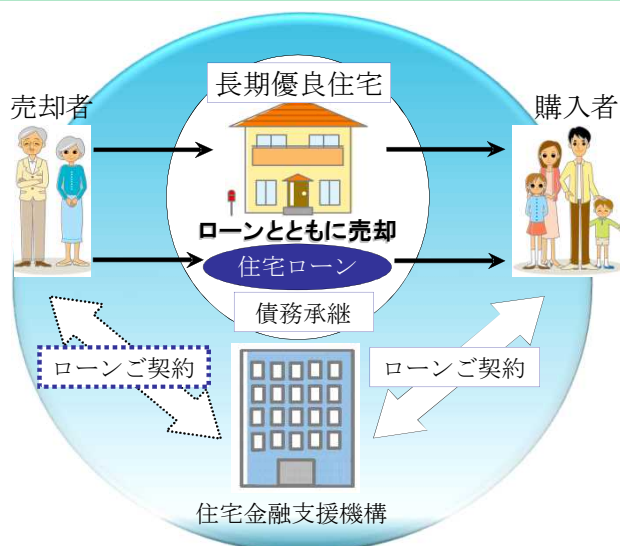 長期優良住宅
売却者
購入者
ローンとともに売却
住宅ローン
債務承継
ローンご契約
ローンご契約
住宅金融支援機構